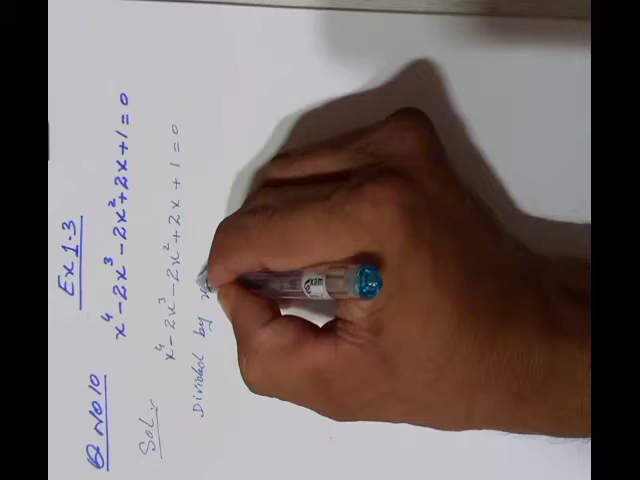 Q NO 10
Ex 1.3
x⁴ - 2x³ - 2x² + 2x + 1 = 0
Sol:
x⁴ - 2x³ - 2x² + 2x + 1 = 0
Divided by x